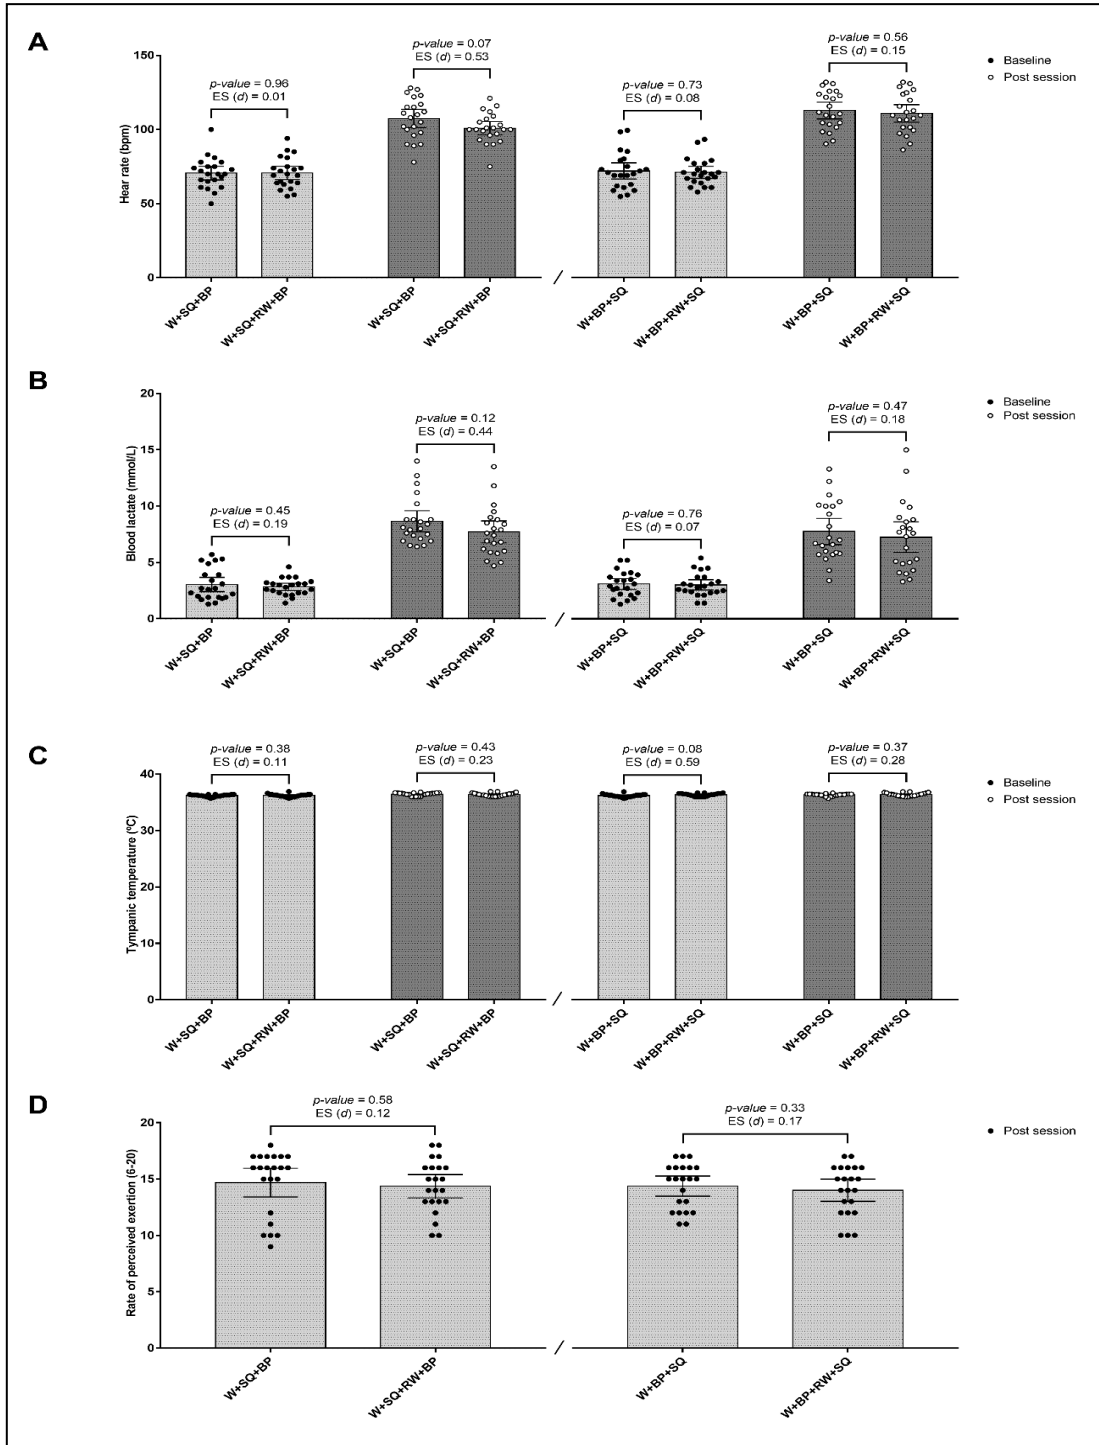 A
p-value = 0.96
ES (d) = 0.01
p-value = 0.07
ES (d) = 0.53
p-value = 0.73
ES (d) = 0.08
p-value = 0.56
ES (d) = 0.15
Baseline
Post session
Hear rate (bpm)
150
100
50
0
W+SQ+BP
W+SQ+RW+BP
W+SQ+BP
W+SQ+RW+BP
/
W+BP+SQ
W+BP+RW+SQ
W+BP+SQ
W+BP+RW+SQ
B
p-value = 0.45
ES (d) = 0.19
p-value = 0.12
ES (d) = 0.44
p-value = 0.76
ES (d) = 0.07
p-value = 0.47
ES (d) = 0.18
Baseline
Post session
Blood lactate (mmol/L)
20
15
10
5
0
W+SQ+BP
W+SQ+RW+BP
W+SQ+BP
W+SQ+RW+BP
/
W+BP+SQ
W+BP+RW+SQ
W+BP+SQ
W+BP+RW+SQ
C
p-value = 0.38
ES (d) = 0.11
p-value = 0.43
ES (d) = 0.23
p-value = 0.08
ES (d) = 0.59
p-value = 0.37
ES (d) = 0.28
Baseline
Post session
Tympanic temperature (ºC)
40
30
20
10
0
W+SQ+BP
W+SQ+RW+BP
W+SQ+BP
W+SQ+RW+BP
/
W+BP+SQ
W+BP+RW+SQ
W+BP+SQ
W+BP+RW+SQ
D
p-value = 0.58
ES (d) = 0.12
p-value = 0.33
ES (d) = 0.17
Post session
Rate of perceived exertion (6-20)
20
15
10
5
0
W+SQ+BP
W+SQ+RW+BP
/
W+BP+SQ
W+BP+RW+SQ